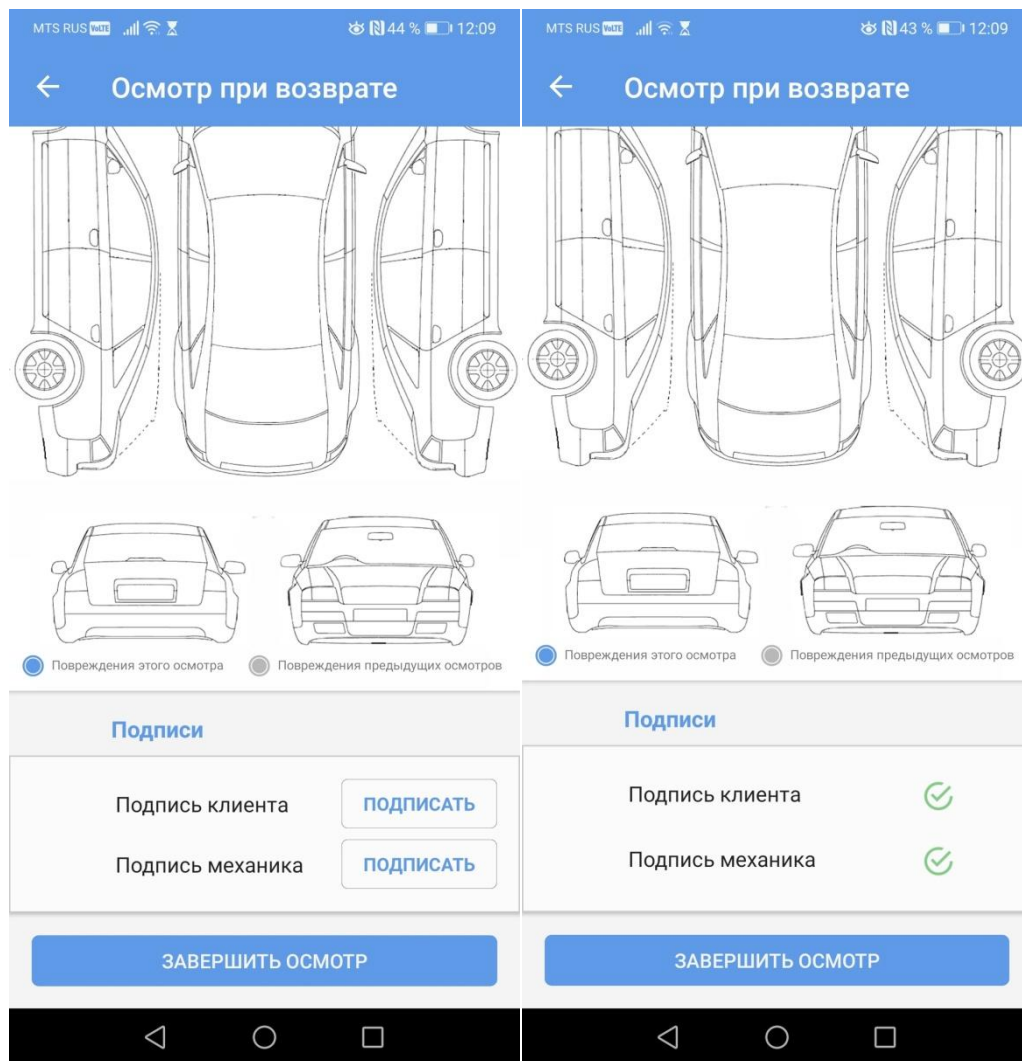 MTS RUS VoLTE 44 % 12:09
Осмотр при возврате
Повреждения этого осмотра Повреждения предыдущих осмотров
Подписи
Подпись клиента ПОДПИСАТЬ
Подпись механика ПОДПИСАТЬ
ЗАВЕРШИТЬ ОСМОТР
MTS RUS VoLTE 43 % 12:09
Осмотр при возврате
Повреждения этого осмотра Повреждения предыдущих осмотров
Подписи
Подпись клиента
Подпись механика
ЗАВЕРШИТЬ ОСМОТР